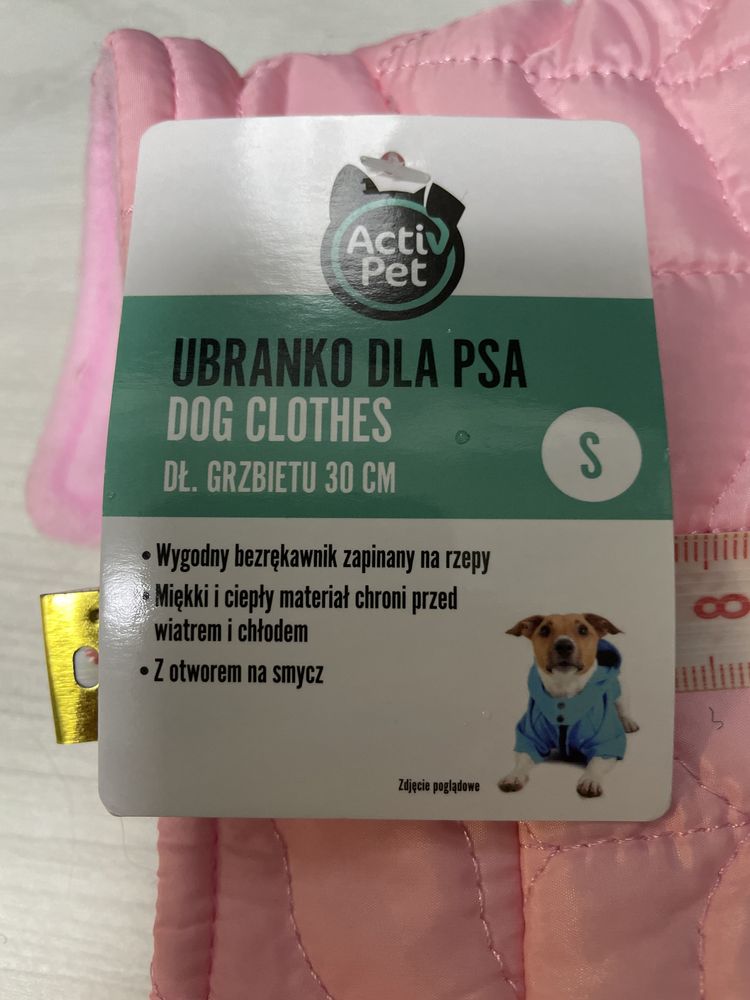 Activ
Pet
UBRANKO DLA PSA
DOG CLOTHES
DŁ. GRZBIETU 30 CM
S
• Wygodny bezrękawnik zapinany na rzepy
• Miękki i ciepły materiał chroni przed
wiatrem i chłodem
• Z otworem na smycz
8
Zdjęcie poglądowe